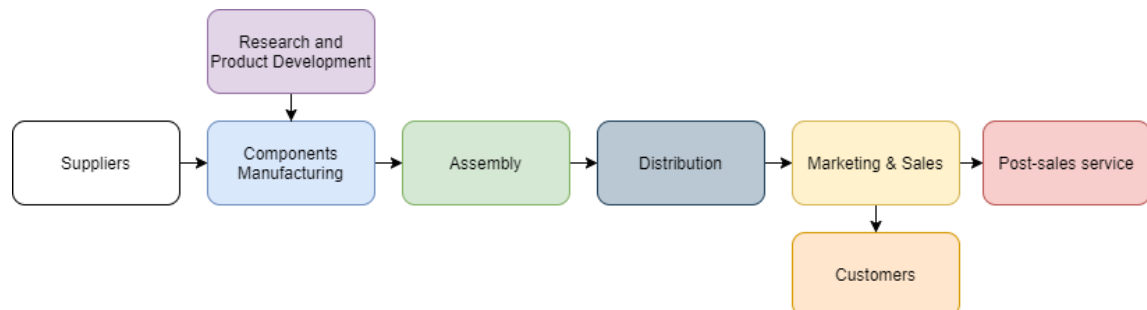 Research and
Product Development
Suppliers
Components
Manufacturing
Assembly
Distribution
Marketing & Sales
Post-sales service
Customers